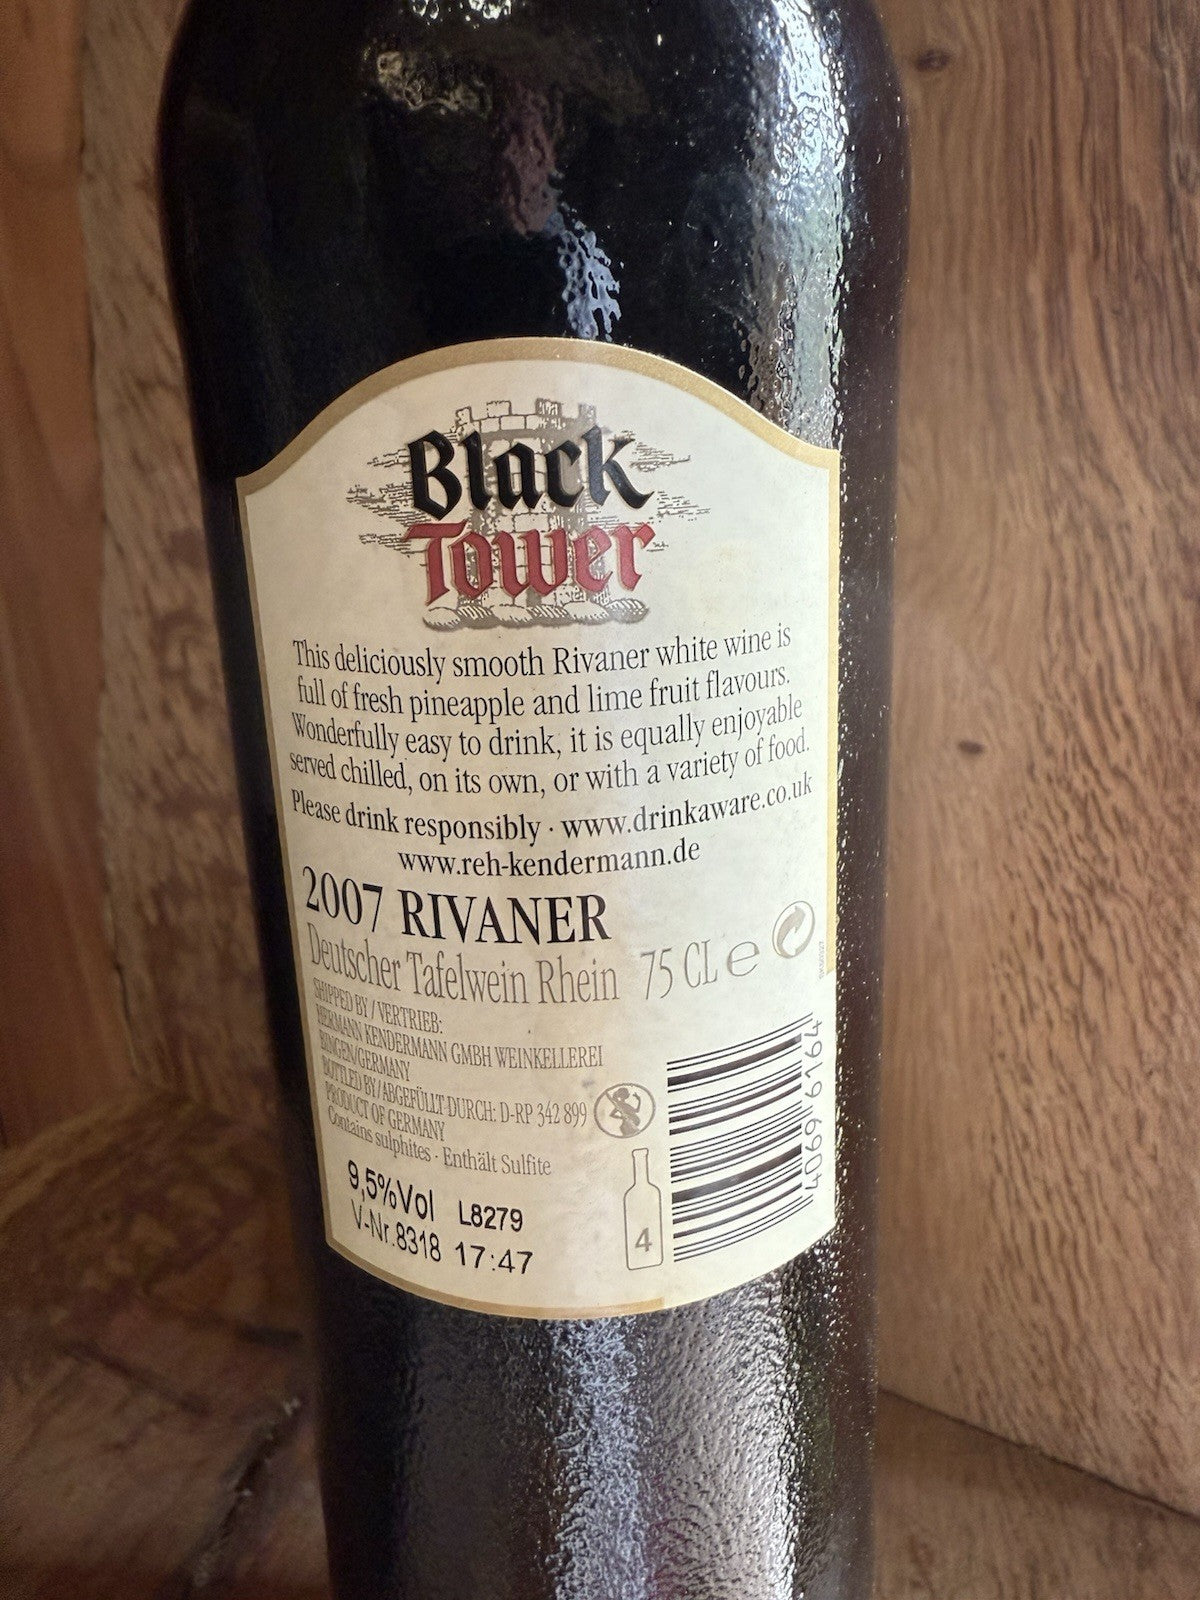 Black
Tower
This deliciously smooth Rivaner white wine is
full of fresh pineapple and lime fruit flavours.
Wonderfully easy to drink, it is equally enjoyable
served chilled, on its own, or with a variety of food.
Please drink responsibly · www.drinkaware.co.uk
www.reh-kendermann.de
2007 RIVANER
Deutscher Tafelwein Rhein 75 CL e
SHIPPED BY / VERTRIEB:
HERMANN KENDERMANN GMBH WEINKELLEREI
BINGEN/GERMANY
BOTTLED BY/ABGEFÜLLT DURCH: D-RP 342 899
PRODUCT OF GERMANY
Contains sulphites · Enthält Sulfite
9,5%Vol L8279
V-Nr.8318 17:47
4
4069 6164